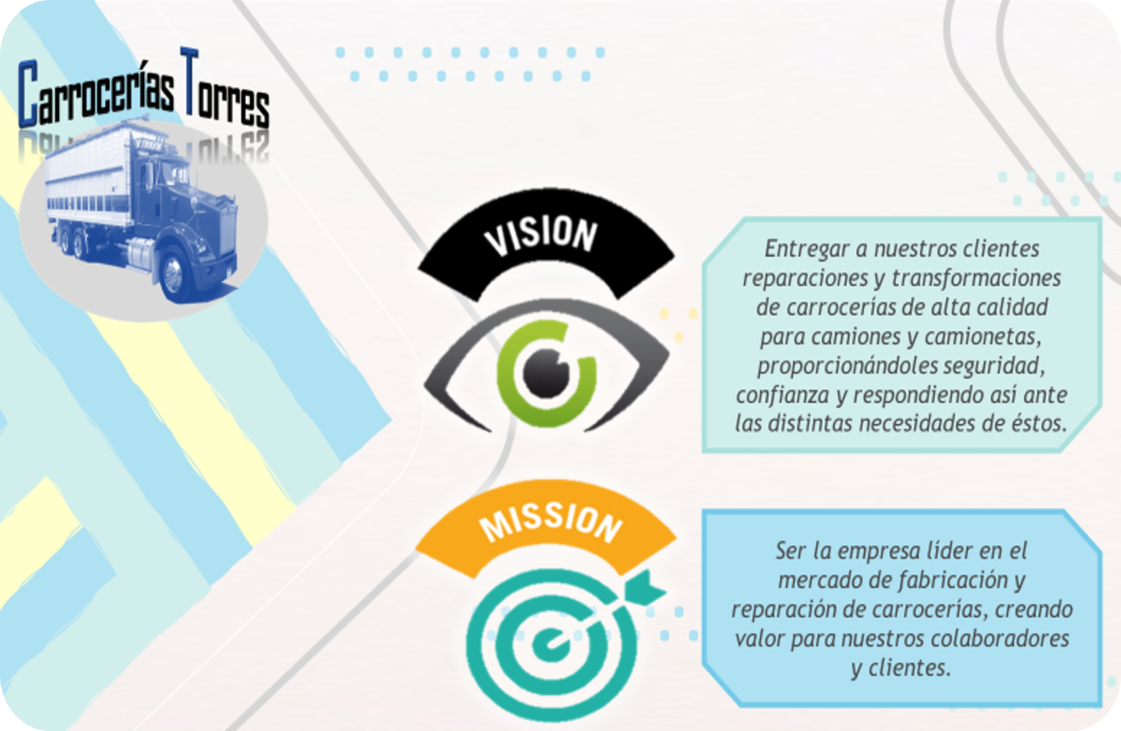 Carrocerías Torres
VISION
Entregar a nuestros clientes
reparaciones y transformaciones
de carrocerías de alta calidad
para camiones y camionetas,
proporcionándoles seguridad,
confianza y respondiendo así ante
las distintas necesidades de éstos.
MISSION
Ser la empresa líder en el
mercado de fabricación y
reparación de carrocerías, creando
valor para nuestros colaboradores
y clientes.